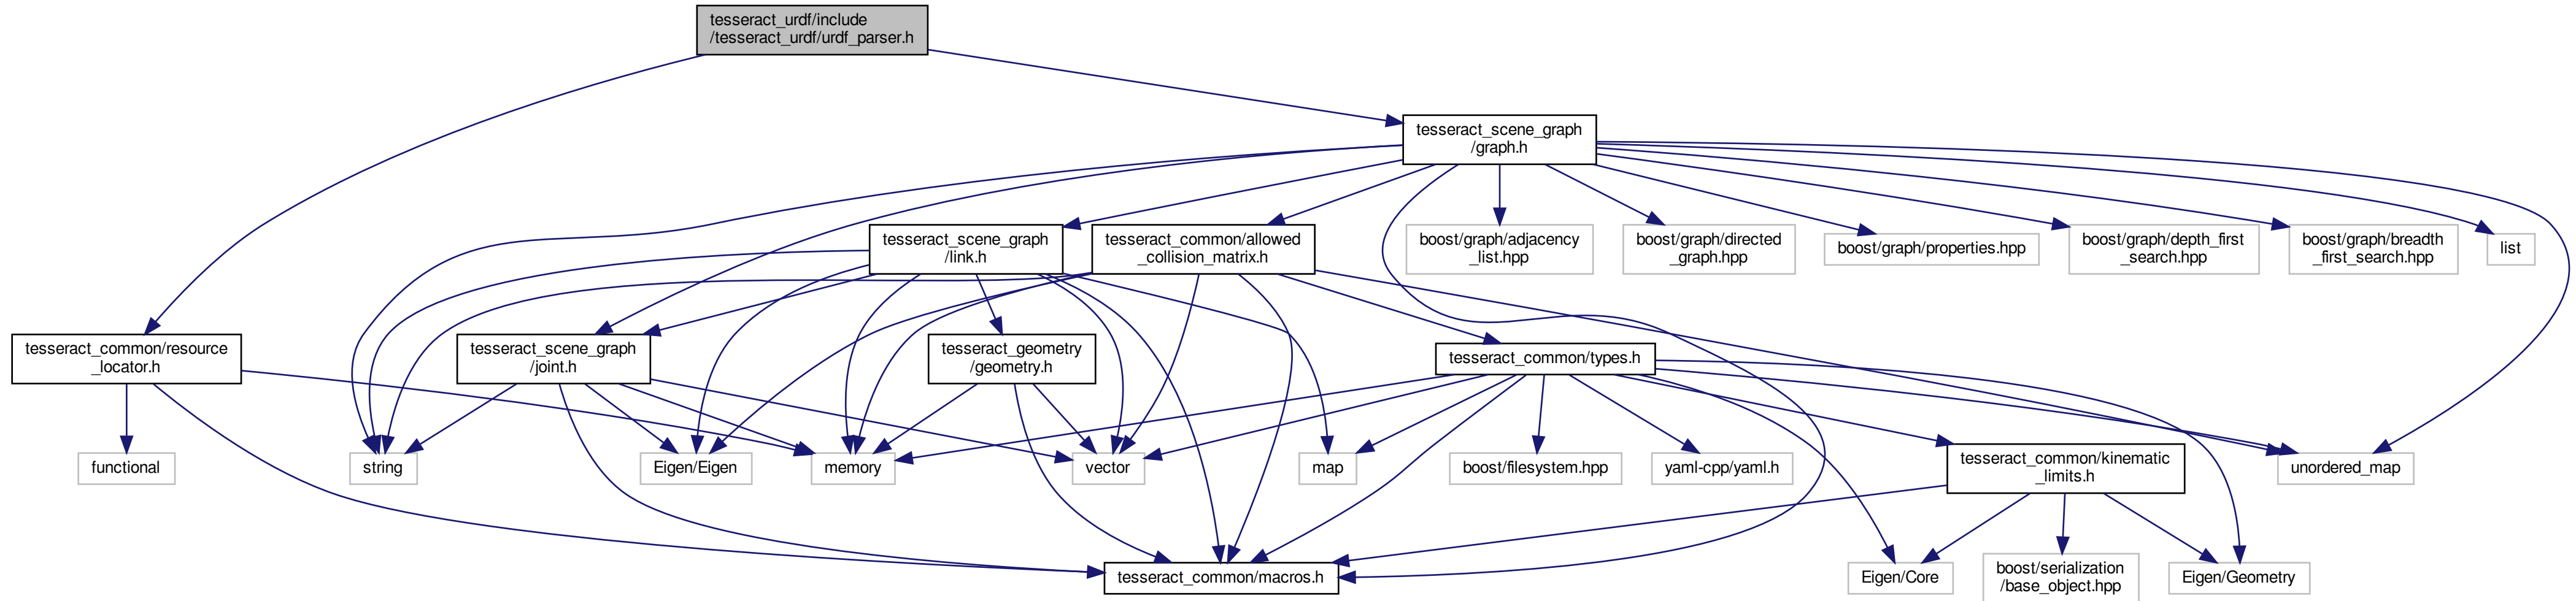 tesseract_urdf/include
/tesseract_urdf/urdf_parser.h
tesseract_scene_graph
/graph.h
tesseract_scene_graph
/link.h
tesseract_common/allowed
_collision_matrix.h
boost/graph/adjacency
_list.hpp
boost/graph/directed
_graph.hpp
boost/graph/properties.hpp
boost/graph/depth_first
_search.hpp
boost/graph/breadth
_first_search.hpp
list
tesseract_common/resource
_locator.h
tesseract_scene_graph
/joint.h
tesseract_geometry
/geometry.h
tesseract_common/types.h
functional
string
Eigen/Eigen
memory
vector
map
boost/filesystem.hpp
yaml-cpp/yaml.h
tesseract_common/kinematic
_limits.h
unordered_map
tesseract_common/macros.h
Eigen/Core
boost/serialization
/base_object.hpp
Eigen/Geometry